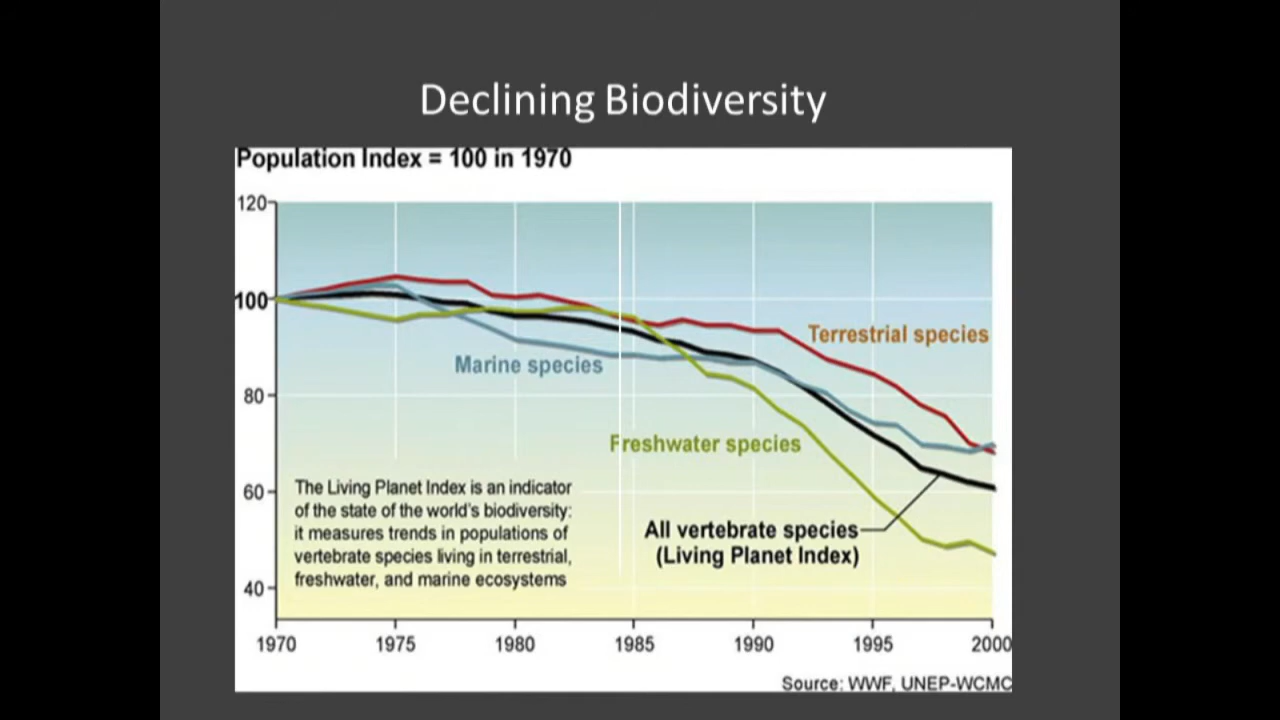 Declining Biodiversity
Population Index = 100 in 1970
120
100
80
60
40
Terrestrial species
Marine species
Freshwater species
The Living Planet Index is an indicator
of the state of the world's biodiversity:
it measures trends in populations of
vertebrate species living in terrestrial,
freshwater, and marine ecosystems
All vertebrate species
(Living Planet Index)
1970 1975 1980 1985 1990 1995 2000
Source: WWF, UNEP-WCMC